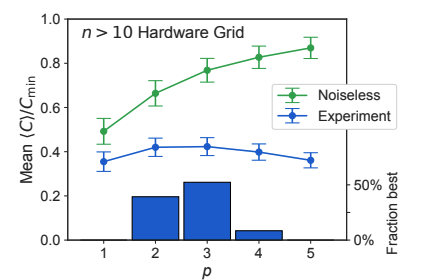 n > 10 Hardware Grid
Mean ⟨C⟩/C_min
1.0
0.8
0.6
0.4
0.2
0.0
Noiseless
Experiment
50%
0%
Fraction best
1 2 3 4 5
p